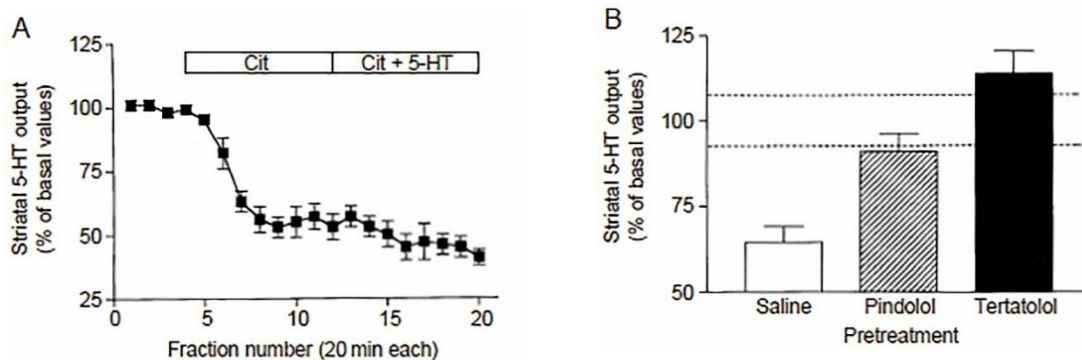 A
Cit
Cit + 5-HT
Striatal 5-HT output
(% of basal values)
125
100
75
50
25
0
5
10
15
20
Fraction number (20 min each)
B
Striatal 5-HT output
(% of basal values)
125
100
75
50
Saline
Pindolol
Tertatolol
Pretreatment